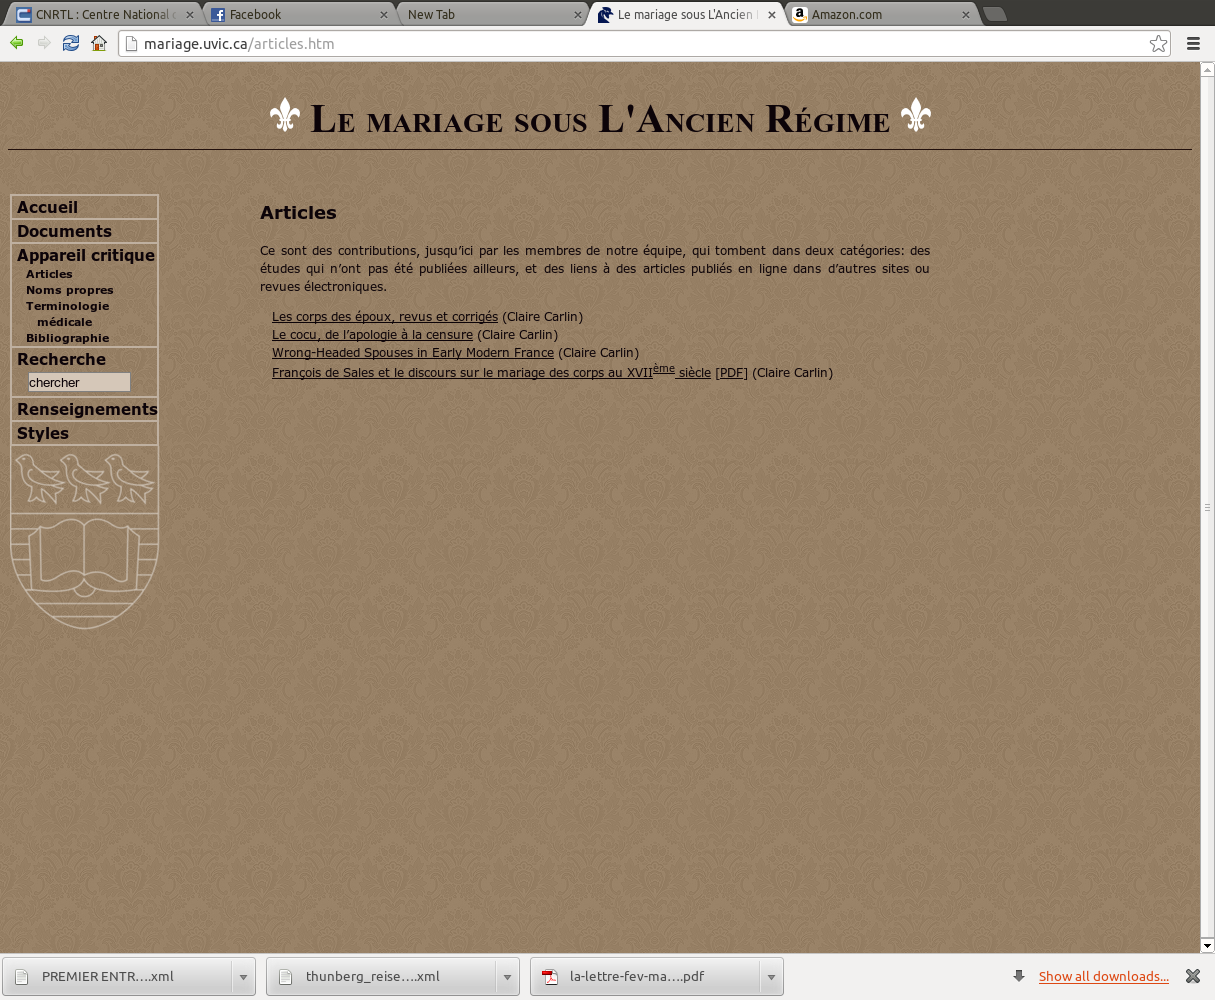 CNRTL : Centre National
Facebook
New Tab
Le mariage sous L'Ancien
Amazon.com
mariage.uvic.ca/articles.htm
Le mariage sous L'Ancien Régime
Accueil
Documents
Appareil critique
Articles
Noms propres
Terminologie
médicale
Bibliographie
Recherche
chercher
Renseignements
Styles
Articles
Ce sont des contributions, jusqu’ici par les membres de notre équipe, qui tombent dans deux catégories: des
études qui n’ont pas été publiées ailleurs, et des liens à des articles publiés en ligne dans d’autres sites ou
revues électroniques.
Les corps des époux, revus et corrigés (Claire Carlin)
Le cocu, de l’apologie à la censure (Claire Carlin)
Wrong-Headed Spouses in Early Modern France (Claire Carlin)
François de Sales et le discours sur le mariage des corps au XVIIème siècle [PDF] (Claire Carlin)
PREMIER ENTR....xml
thunberg_reise....xml
la-lettre-fev-ma....pdf
Show all downloads...